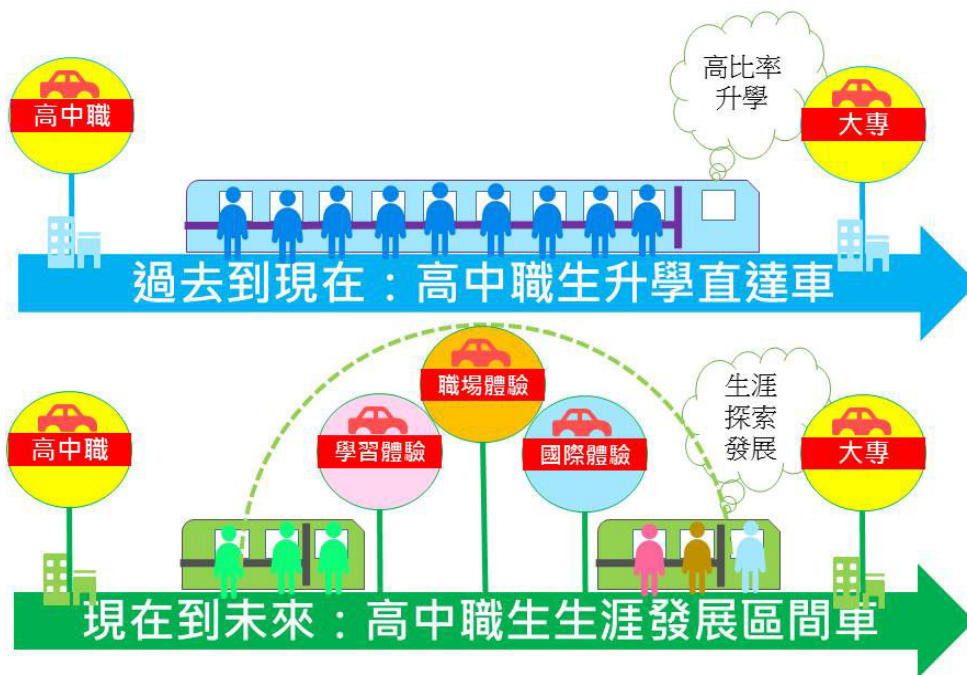 高比率
升學
高中職
大專
過去到現在：高中職生升學直達車
職場體驗
生涯
探索
發展
高中職
學習體驗
國際體驗
大專
現在到未來：高中職生生涯發展區間車